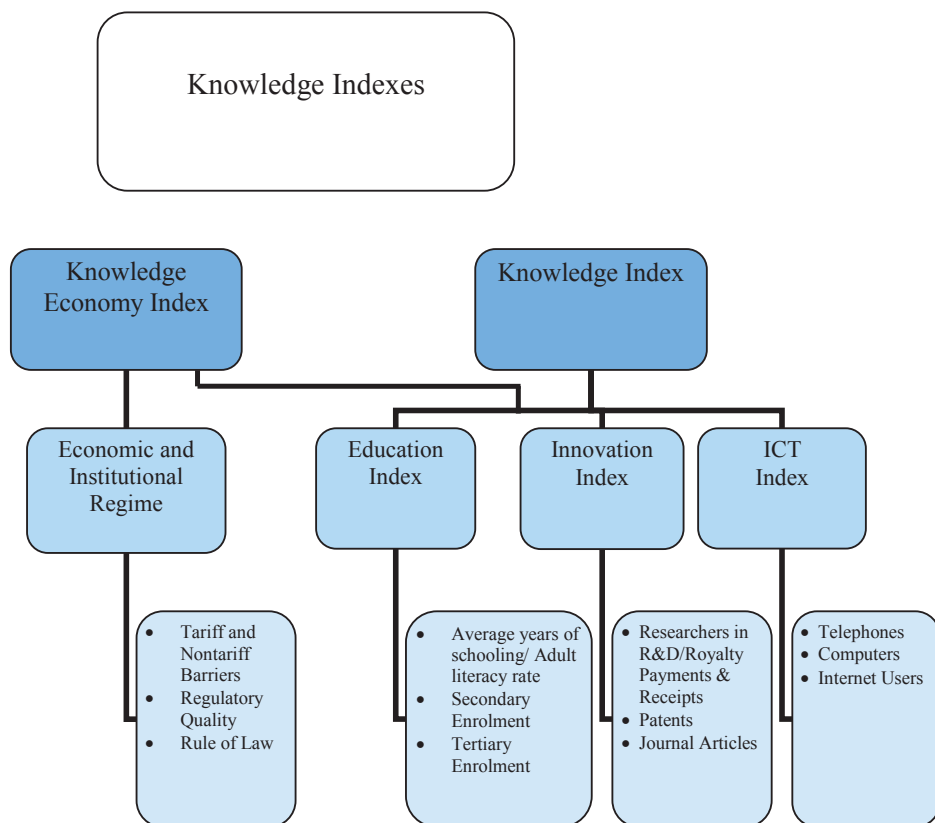 Knowledge Indexes
Knowledge
Economy Index
Knowledge Index
Economic and
Institutional
Regime
Education
Index
Innovation
Index
ICT
Index
• Tariff and
Nontariff
Barriers
• Regulatory
Quality
• Rule of Law
• Average years of
schooling/ Adult
literacy rate
• Secondary
Enrolment
• Tertiary
Enrolment
• Researchers in
R&D/Royalty
Payments &
Receipts
• Patents
• Journal Articles
• Telephones
• Computers
• Internet Users